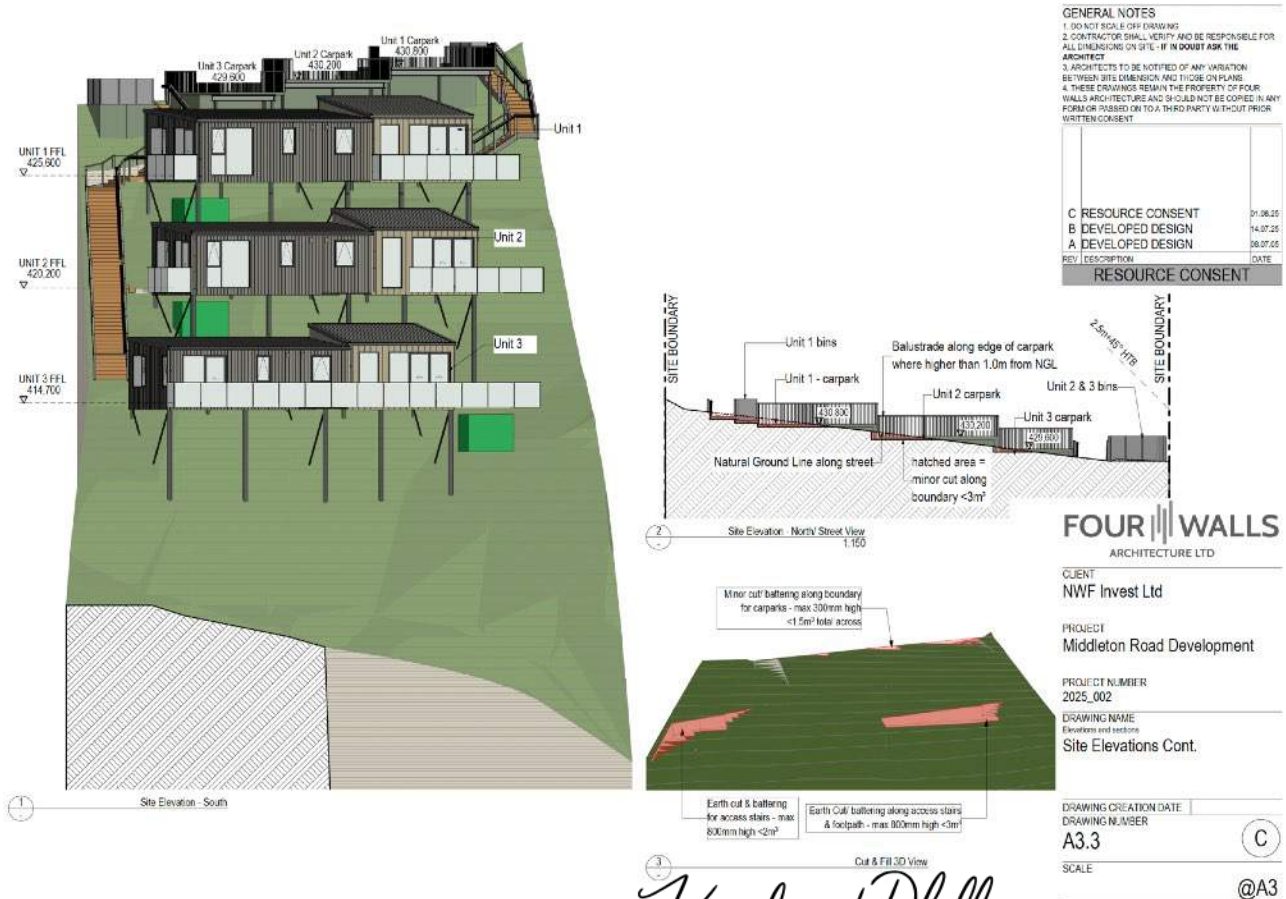 Unit 1 Carpark
430,800
Unit 2 Carpark
430,200
Unit 3 Carpark
429,600
Unit 1
UNIT 1 FFL
425,600
Unit 2
UNIT 2 FFL
420,200
Unit 3
UNIT 3 FFL
414,700
1
Site Elevation - South
SITE BOUNDARY
SITE BOUNDARY
2.5m+45° HTB
Unit 1 bins
Balustrade along edge of carpark
where higher than 1.0m from NGL
Unit 1 - carpark
Unit 2 carpark
Unit 2 & 3 bins
Unit 3 carpark
430,800
430,200
429,600
Natural Ground Line along street
hatched area =
minor cut along
boundary <3m³
2
Site Elevation - North/ Street View
1:150
Minor cut/ battering along boundary
for carparks - max 300mm high
<1.5m³ total across
Earth cut & battering
for access stairs - max
800mm high <2m³
Earth Cut/ battering along access stairs
& footpath - max 800mm high <3m³
3
Cut & Fill 3D View
GENERAL NOTES
1. DO NOT SCALE OFF DRAWING
2. CONTRACTOR SHALL VERIFY AND BE RESPONSIBLE FOR
ALL DIMENSIONS ON SITE - IF IN DOUBT ASK THE
ARCHITECT
3. ARCHITECTS TO BE NOTIFIED OF ANY VARIATION
BETWEEN SITE DIMENSION AND THOSE ON PLANS
4. THESE DRAWINGS REMAIN THE PROPERTY OF FOUR
WALLS ARCHITECTURE AND SHOULD NOT BE COPIED IN ANY
FORM OR PASSED ON TO A THIRD PARTY WITHOUT PRIOR
WRITTEN CONSENT
C RESOURCE CONSENT
B DEVELOPED DESIGN 14.07.25
A DEVELOPED DESIGN
REV DESCRIPTION DATE
RESOURCE CONSENT
FOUR WALLS
ARCHITECTURE LTD
CLIENT
NWF Invest Ltd
PROJECT
Middleton Road Development
PROJECT NUMBER
2025_002
DRAWING NAME
Elevations and sections
Site Elevations Cont.
DRAWING CREATION DATE
DRAWING NUMBER
A3.3
C
SCALE
@A3